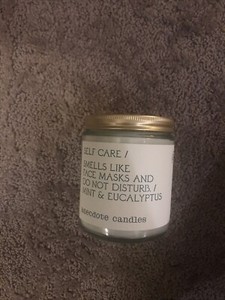 SELF CARE /
SMELLS LIKE
FACE MASKS AND
DO NOT DISTURB /
MINT & EUCALYPTUS
anecdote candles